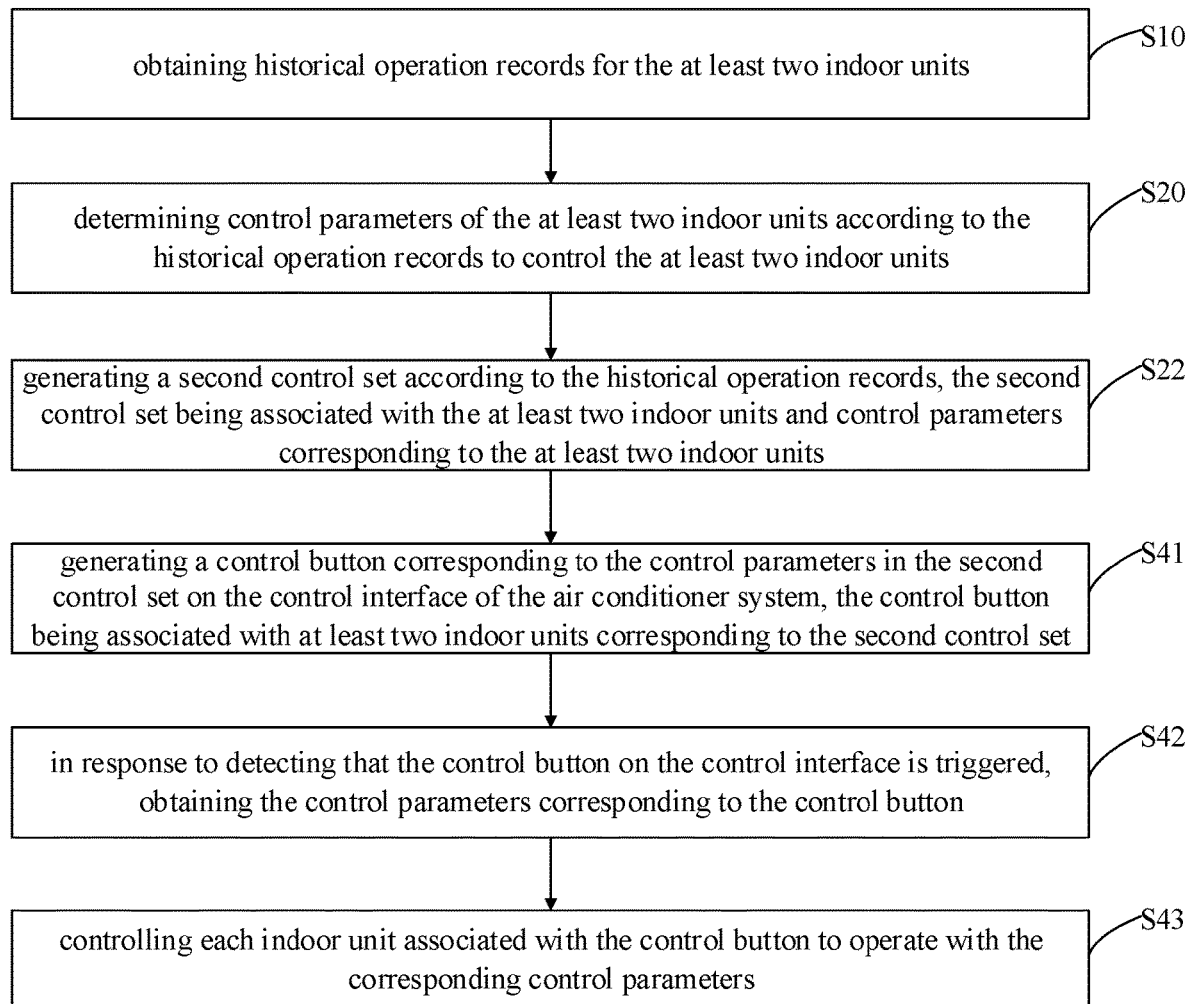 S10
obtaining historical operation records for the at least two indoor units
S20
determining control parameters of the at least two indoor units according to the
historical operation records to control the at least two indoor units
S22
generating a second control set according to the historical operation records, the second
control set being associated with the at least two indoor units and control parameters
corresponding to the at least two indoor units
S41
generating a control button corresponding to the control parameters in the second
control set on the control interface of the air conditioner system, the control button
being associated with at least two indoor units corresponding to the second control set
S42
in response to detecting that the control button on the control interface is triggered,
obtaining the control parameters corresponding to the control button
S43
controlling each indoor unit associated with the control button to operate with the
corresponding control parameters